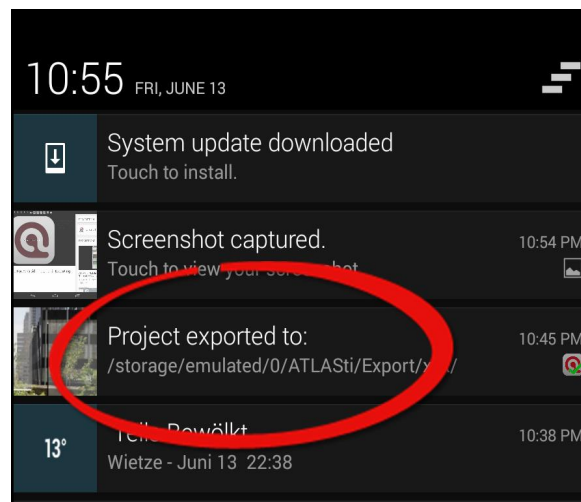 10:55 FRI, JUNE 13
System update downloaded
Touch to install.
Screenshot captured.
10:54 PM
Touch to view your screenshot.
Project exported to:
10:45 PM
/storage/emulated/0/ATLASti/Export/
Teils Bewölkt
10:38 PM
13°
Wietze - Juni 13 22:38